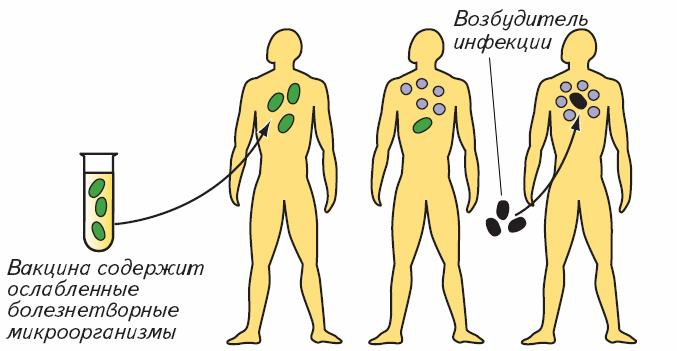 Возбудитель
инфекции
Вакцина содержит
ослабленные
болезнетворные
микроорганизмы